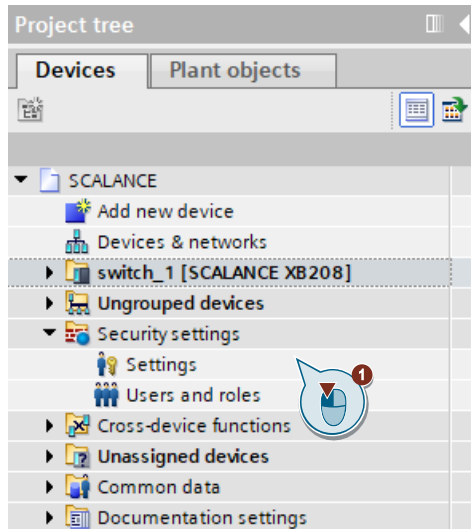 Project tree
Devices
Plant objects
SCALANCE
Add new device
Devices & networks
switch_1 [SCALANCE XB208]
Ungrouped devices
Security settings
Settings
1
Users and roles
Cross-device functions
Unassigned devices
Common data
Documentation settings